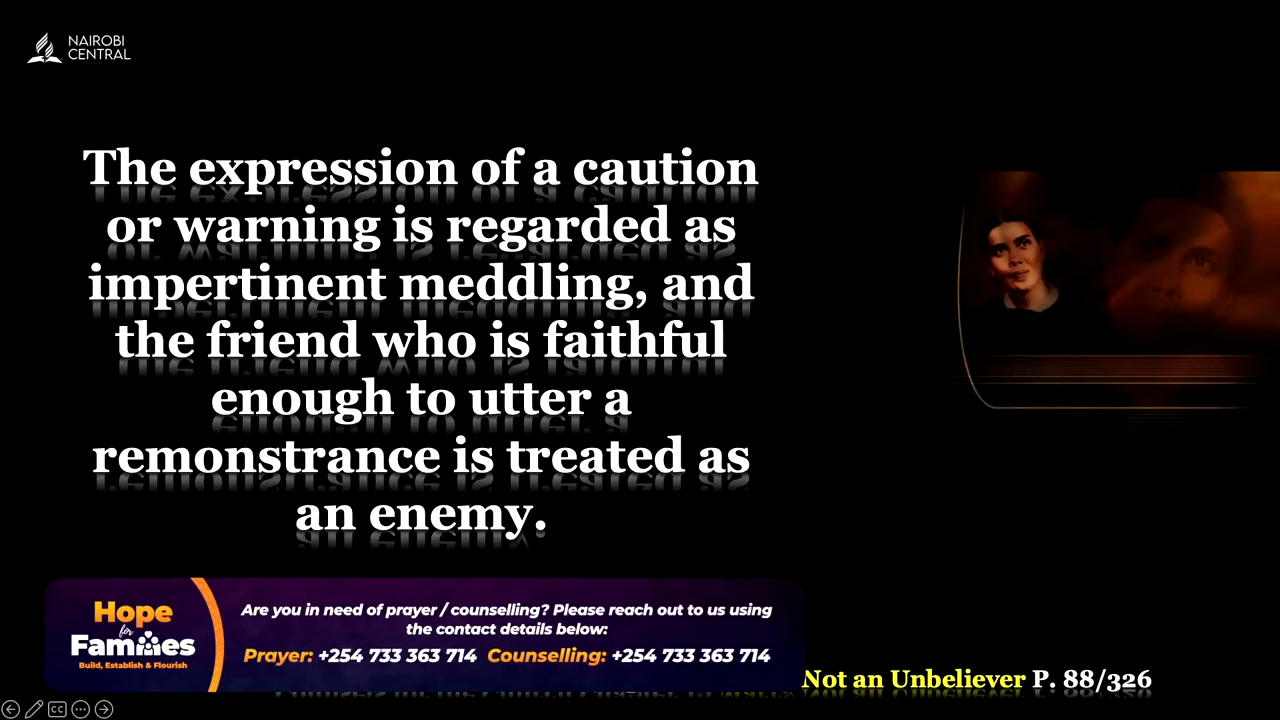 NAIROBI
CENTRAL
The expression of a caution
or warning is regarded as
impertinent meddling, and
the friend who is faithful
enough to utter a
remonstrance is treated as
an enemy.
Hope
for
Families
Build, Establish & Flourish
Are you in need of prayer / counselling? Please reach out to us using
the contact details below:
Prayer: +254 733 363 714 Counselling: +254 733 363 714
Not an Unbeliever P. 88/326
CC